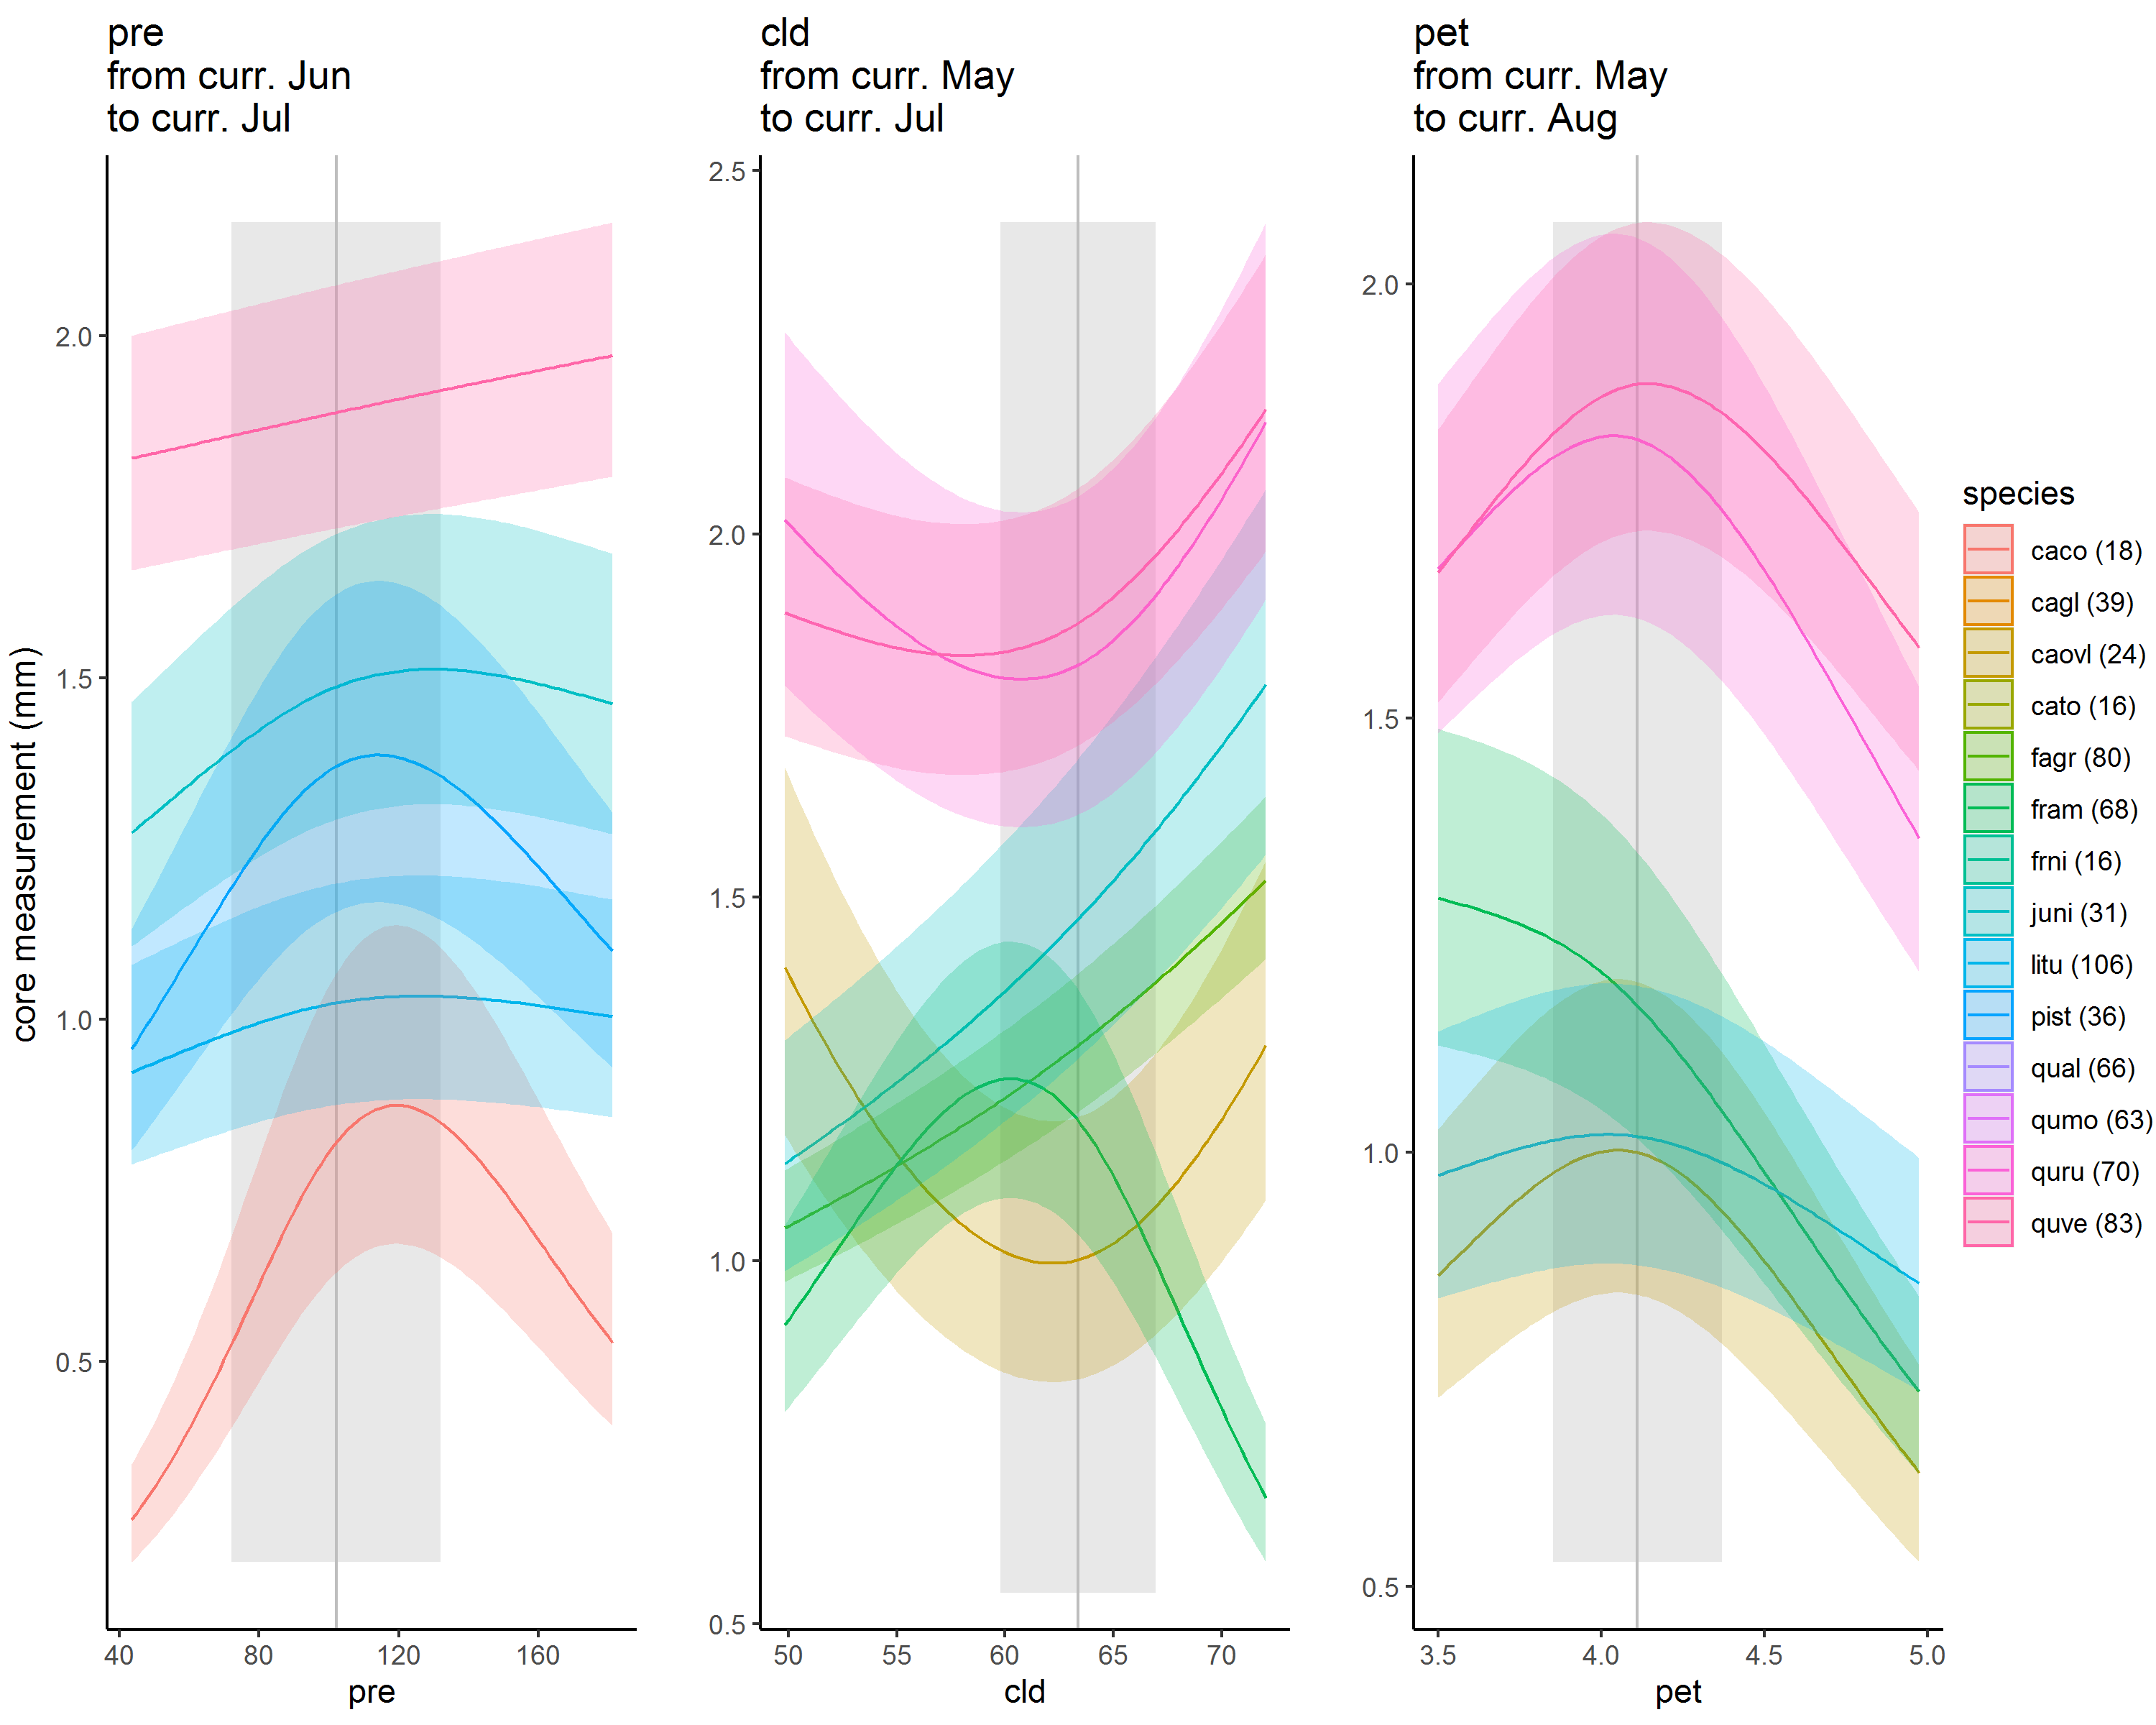 pre
from curr. Jun
to curr. Jul
cld
from curr. May
to curr. Jul
pet
from curr. May
to curr. Aug
core measurement (mm)
2.0
1.5
1.0
0.5
40 80 120 160
pre
2.5
2.0
1.5
1.0
0.5
50 55 60 65 70
cld
2.0
1.5
1.0
0.5
3.5 4.0 4.5 5.0
pet
species
caco (18)
cagl (39)
caovl (24)
cato (16)
fagr (80)
fram (68)
frni (16)
juni (31)
litu (106)
pist (36)
qual (66)
qumo (63)
quru (70)
quve (83)